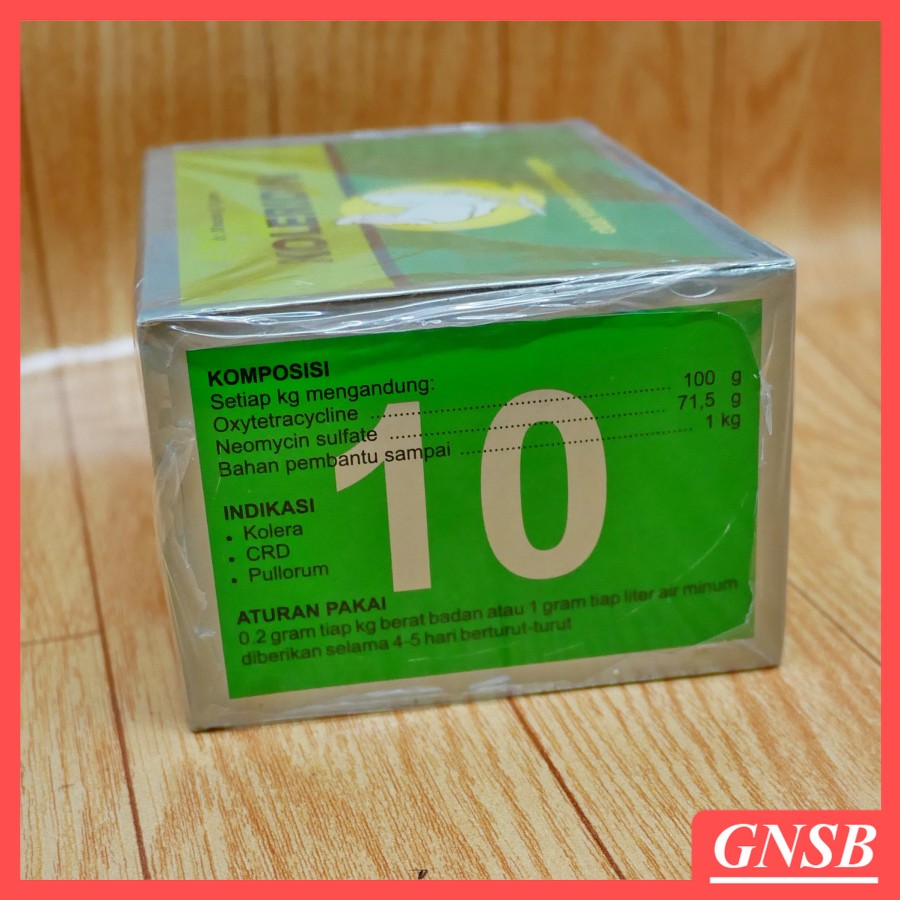 KOMPOSISI
Setiap kg mengandung:
Oxytetracycline ........................................ 100 g
Neomycin sulfate ........................................ 71,5 g
Bahan pembantu sampai ........................................ 1 kg
10
INDIKASI
• Kolera
• CRD
• Pullorum
ATURAN PAKAI
0.2 gram tiap kg berat badan atau 1 gram tiap liter air minum
diberikan selama 4-5 hari berturut-turut
GNSB